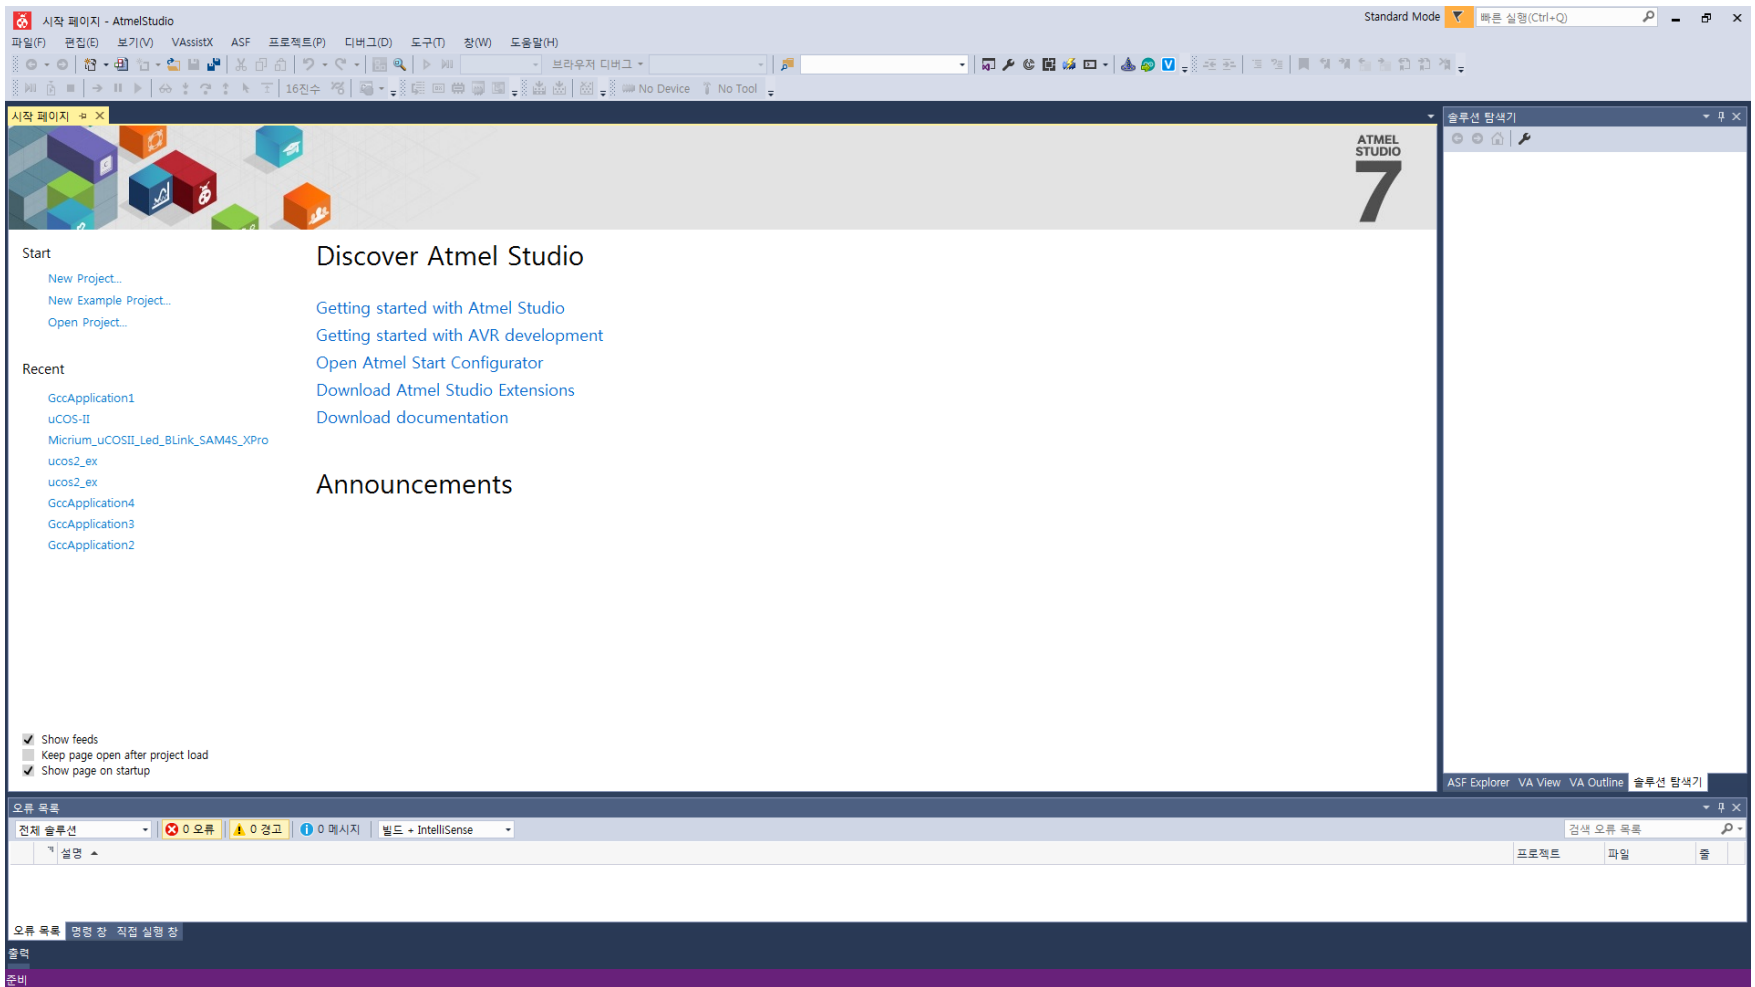 시작 페이지 - AtmelStudio
Standard Mode
빠른 실행(Ctrl+Q)
파일(F) 편집(E) 보기(V) VAssistX ASF 프로젝트(P) 디버그(D) 도구(T) 창(W) 도움말(H)
브라우저 디버그
16진수
No Device
No Tool
시작 페이지
ATMEL
STUDIO
7
Start
New Project...
New Example Project...
Open Project...
Recent
GccApplication1
uCOS-II
Micrium_uCOSII_Led_BLink_SAM4S_XPro
ucos2_ex
ucos2_ex
GccApplication4
GccApplication3
GccApplication2
Discover Atmel Studio
Getting started with Atmel Studio
Getting started with AVR development
Open Atmel Start Configurator
Download Atmel Studio Extensions
Download documentation
Announcements
Show feeds
Keep page open after project load
Show page on startup
솔루션 탐색기
ASF Explorer VA View VA Outline 솔루션 탐색기
오류 목록
전체 솔루션 0 오류 0 경고 0 메시지 빌드 + IntelliSense
검색 오류 목록
설명 프로젝트 파일 줄
오류 목록 명령 창 직접 실행 창
출력
준비